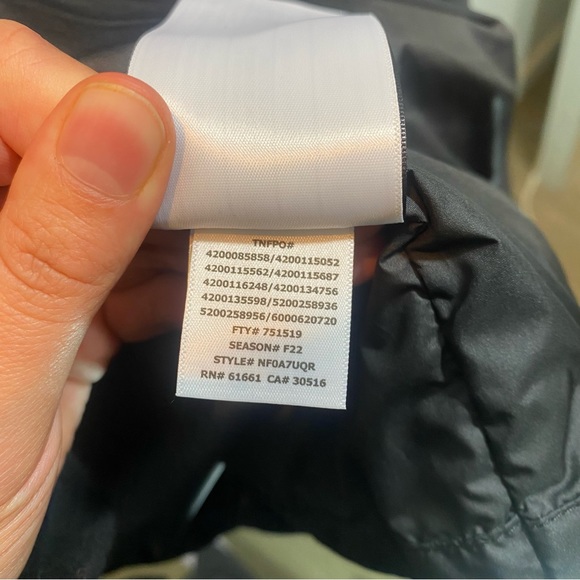 TNFPO#
4200085858/4200115052
4200115562/4200115687
4200116248/4200134756
4200135598/5200258936
5200258956/6000620720
FTY# 751519
SEASON# F22
STYLE# NF0A7UQR
RN# 61661 CA# 30516